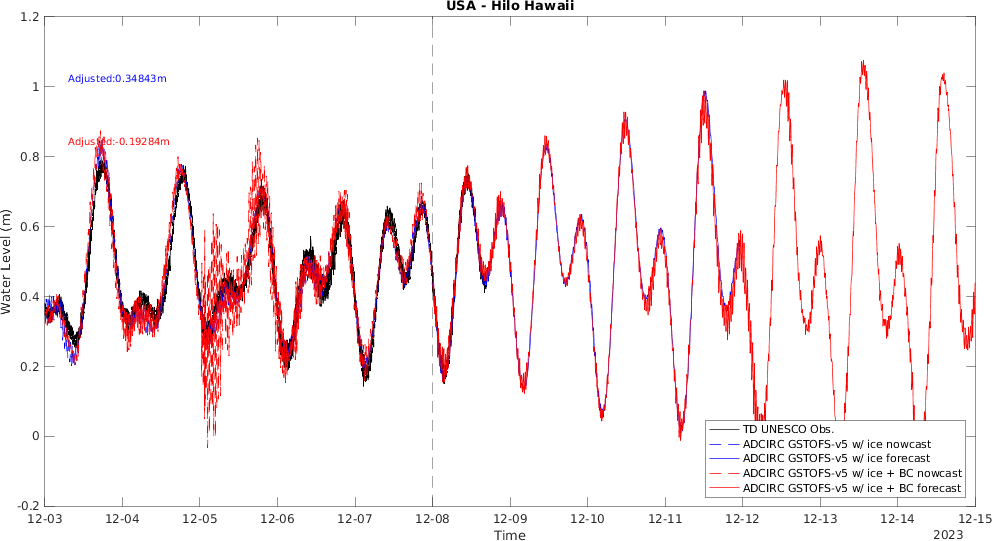 USA - Hilo Hawaii
1.2
1
0.8
0.6
0.4
0.2
0
-0.2
Water Level (m)
Adjusted:0.34843m
Adjusted:-0.19284m
TD UNESCO Obs.
ADCIRC GSTOFS-v5 w/ ice nowcast
ADCIRC GSTOFS-v5 w/ ice forecast
ADCIRC GSTOFS-v5 w/ ice + BC nowcast
ADCIRC GSTOFS-v5 w/ ice + BC forecast
12-03 12-04 12-05 12-06 12-07 12-08 12-09 12-10 12-11 12-12 12-13 12-14 12-15
Time
2023